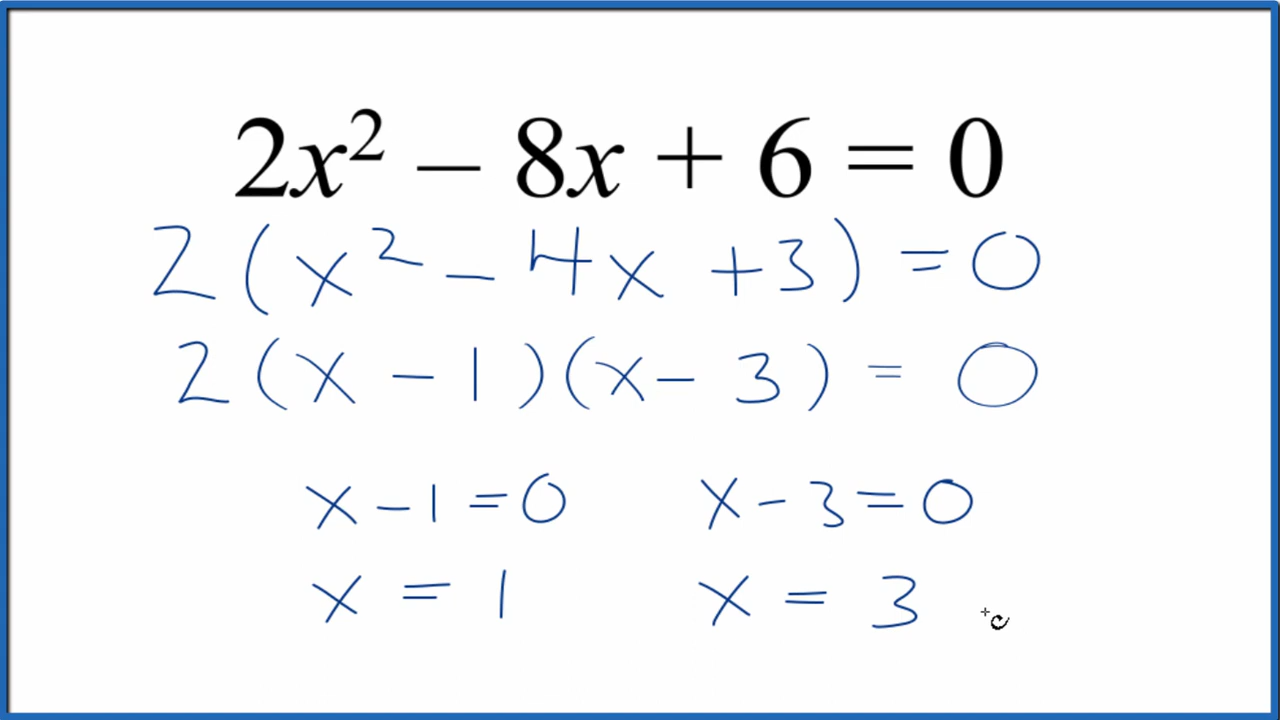 2x² – 8x + 6 = 0
2(x² – 4x + 3) = 0
2(x – 1)(x – 3) = 0
x – 1 = 0 x – 3 = 0
x = 1 x = 3